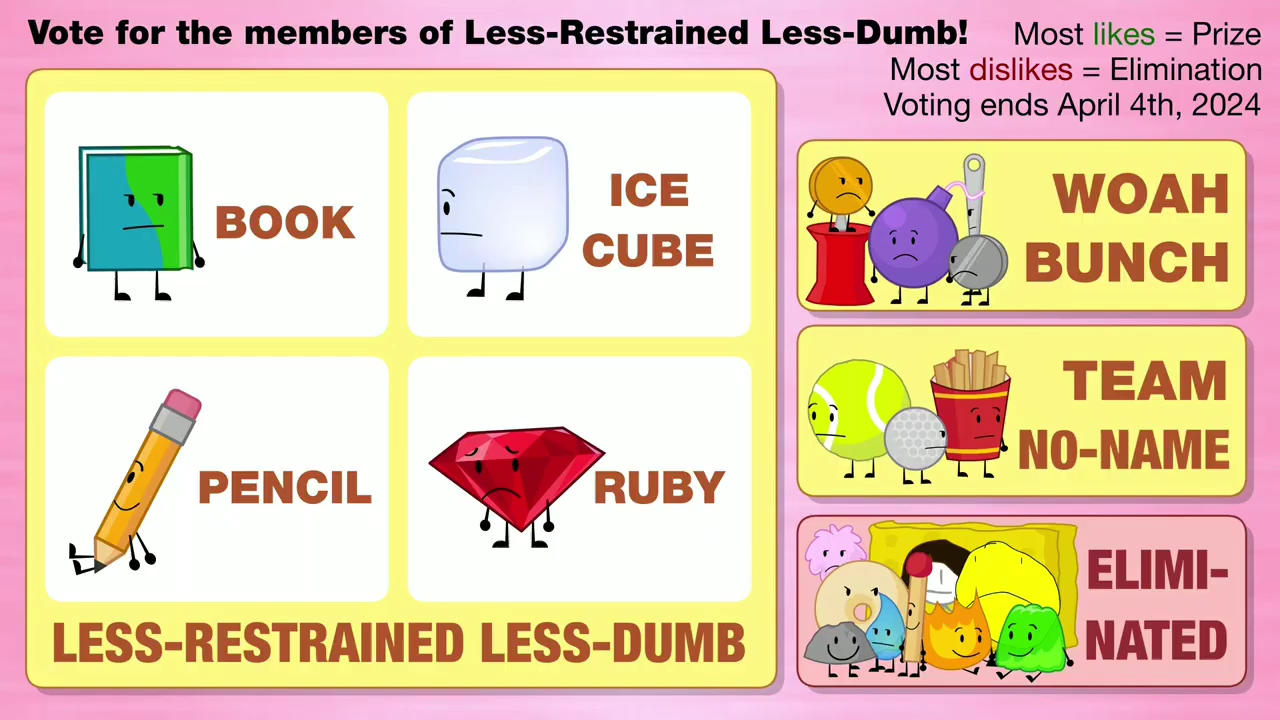 Vote for the members of Less-Restrained Less-Dumb!
Most likes = Prize
Most dislikes = Elimination
Voting ends April 4th, 2024
BOOK
ICE
CUBE
PENCIL
RUBY
LESS-RESTRAINED LESS-DUMB
WOAH
BUNCH
TEAM
NO-NAME
ELIMI-
NATED